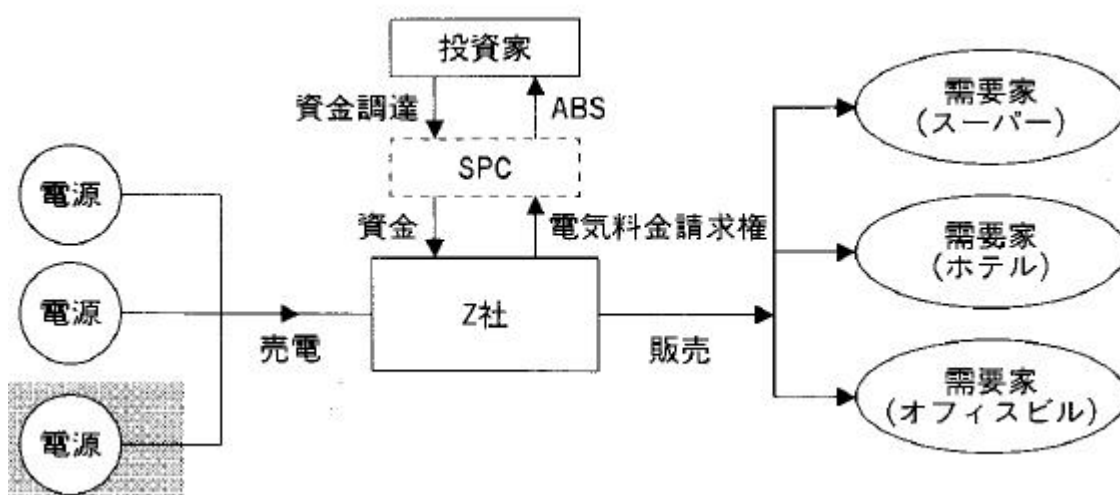 投資家
資金調達
ABS
SPC
資金
電気料金請求権
電源
電源
電源
売電
Z社
販売
需要家
(スーパー)
需要家
(ホテル)
需要家
(オフィスビル)